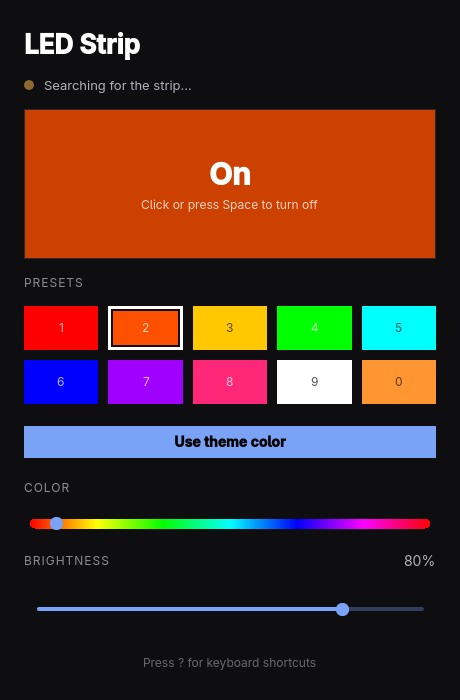 LED Strip
Searching for the strip...
On
Click or press Space to turn off
PRESETS
1 2 3 4 5
6 7 8 9 0
Use theme color
COLOR
BRIGHTNESS 80%
Press ? for keyboard shortcuts